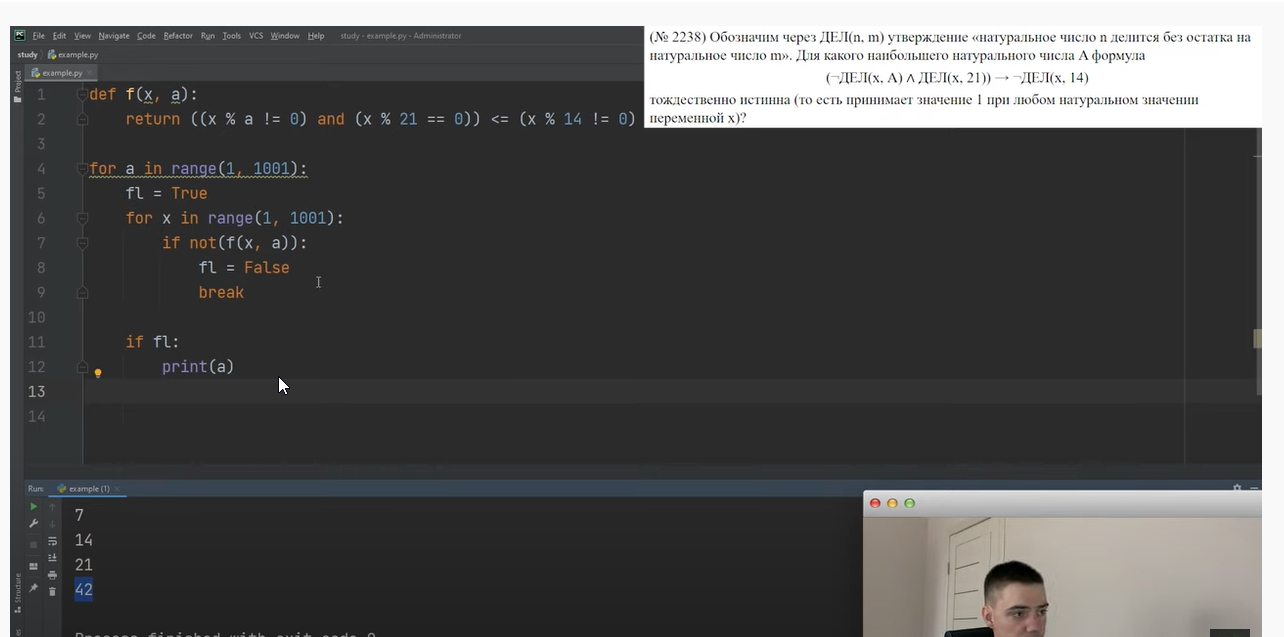 File Edit View Navigate Code Refactor Run Tools VCS Window Help study - example.py - Administrator
study example.py
example.py
Project
(№ 2238) Обозначим через ДЕЛ(n, m) утверждение «натуральное число n делится без остатка на
натуральное число m». Для какого наибольшего натурального числа А формула
(¬ДЕЛ(x, А) ∧ ДЕЛ(x, 21)) → ¬ДЕЛ(x, 14)
тождественно истинна (то есть принимает значение 1 при любом натуральном значении
переменной х)?
1 def f(x, a):
2 return ((x % a != 0) and (x % 21 == 0)) <= (x % 14 != 0)
3
4 for a in range(1, 1001):
5 fl = True
6 for x in range(1, 1001):
7 if not(f(x, a)):
8 fl = False
9 break
10
11 if fl:
12 print(a)
13
14
Run: example (1)
7
14
21
42
Process finished with exit code 0
Structure